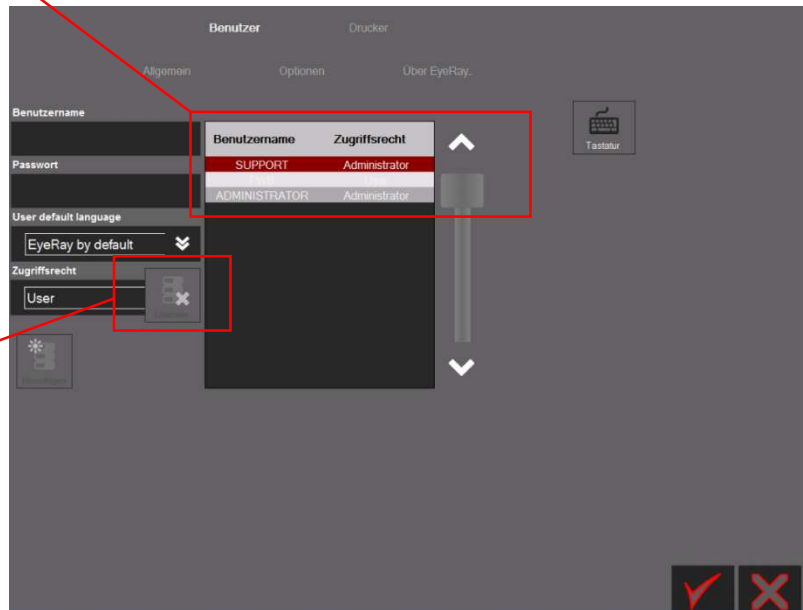 Benutzer
Drucker
Allgemein
Optionen
Über EyeRay.
Benutzername
Passwort
User default language
EyeRay by default
Zugriffsrecht
User
Benutzername Zugriffsrecht
SUPPORT Administrator
ADMINISTRATOR Administrator
Tastatur